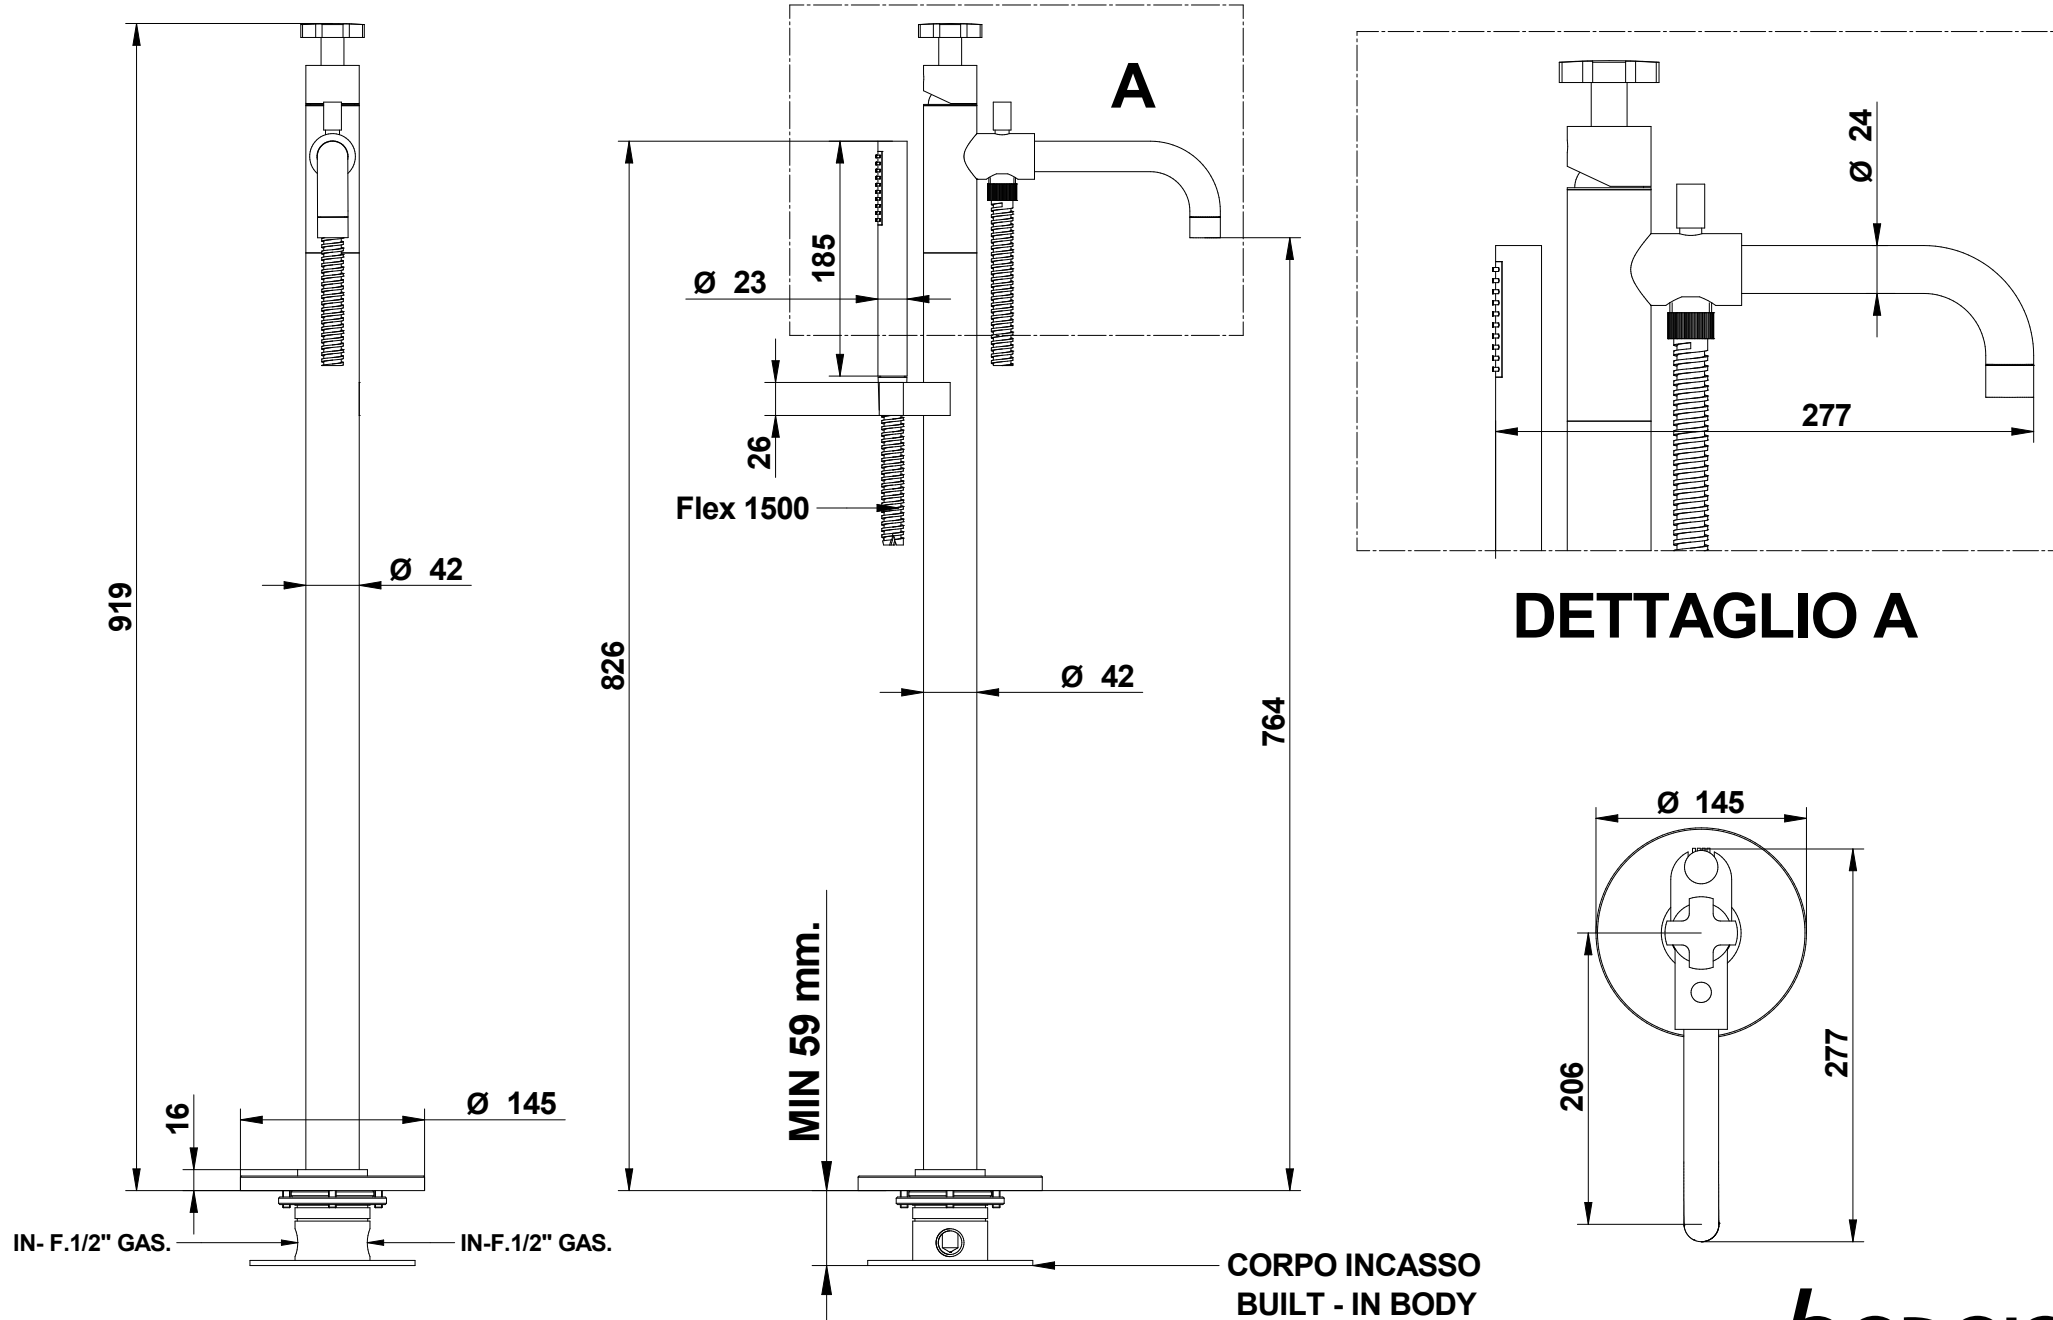 919
Ø 42
16
Ø 145
IN- F.1/2" GAS.
IN-F.1/2" GAS.
A
185
Ø 23
26
Flex 1500
826
Ø 42
764
MIN 59 mm.
CORPO INCASSO
BUILT - IN BODY
Ø 24
277
DETTAGLIO A
Ø 145
206
277